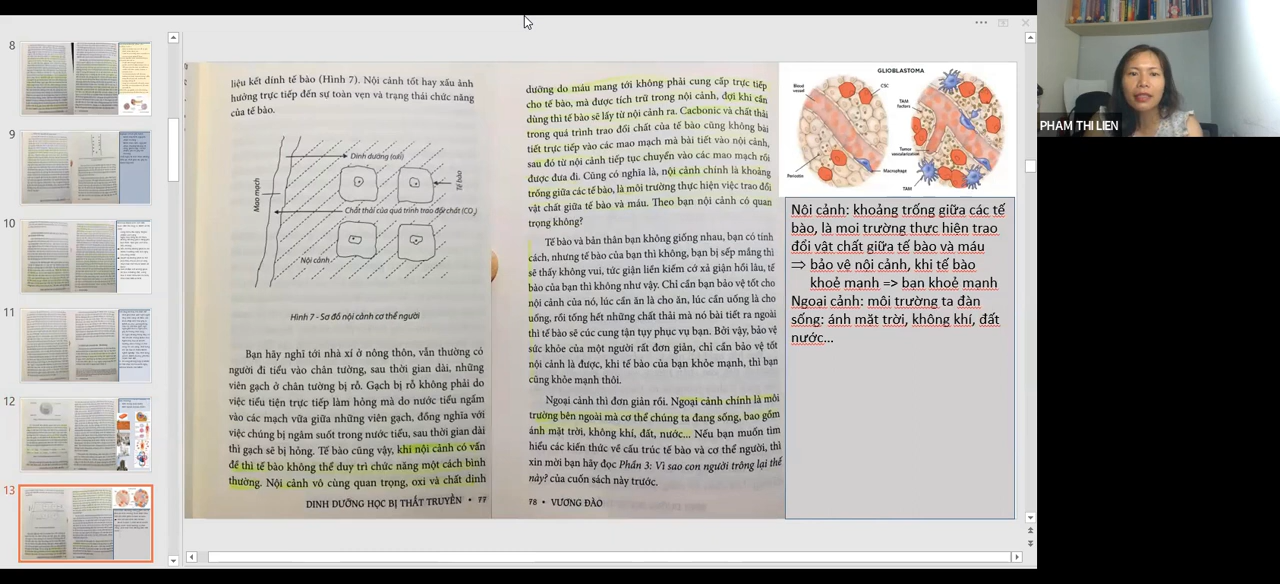 8
9
10
11
12
13
liệu kết dính tế bào (Hình 7). Nội cảnh tốt hay xấu ảnh
hưởng trực tiếp đến sự toàn vẹn và trạng thái chức năng
của tế bào.
Dinh dưỡng (oxi)
Mao mạch
Tế bào
Chất thải của quá trình trao đổi chất (CO₂)
Nội cảnh
Hình 7 - Sơ đồ nội cảnh cơ thể người
Bạn hãy nghĩ tới nhà xí ở nông thôn, vẫn thường có
người đi tiểu vào chân tường, sau thời gian dài, những
viên gạch ở chân tường bị rỗ. Gạch bị rỗ không phải do
việc tiểu tiện trực tiếp làm hỏng mà do nước tiểu ngấm
vào các mạch vữa giữa những viên gạch, đồng nghĩa với
việc chúng bị ngâm suốt trong nước tiểu, sau thời gian dài
thì gạch sẽ bị hỏng. Tế bào cũng vậy, khi nội cảnh có vấn
đề thì tế bào không thể duy trì chức năng một cách bình
thường. Nội cảnh vô cùng quan trọng, oxi và chất dinh
DINH DƯỠNG HỌC BỊ THẤT TRUYỀN • 77
dưỡng do máu mang tới không phải cung cấp trực tiếp
cho tế bào, mà được tích trữ trong nội cảnh, đợi khi cần
dùng thì tế bào sẽ lấy từ nội cảnh ra. Cacbonic và chất thải
trong quá trình trao đổi chất của tế bào cũng không bài
tiết trực tiếp vào các mao mạch mà bài tiết vào nội cảnh,
sau đó từ nội cảnh tiếp tục chuyển vào các mao mạch rồi
được đưa đi. Cũng có nghĩa là, nội cảnh chính là khoảng
trống giữa các tế bào, là môi trường thực hiện việc trao đổi
vật chất giữa tế bào và máu. Theo bạn nội cảnh có quan
trọng không?
Tế bào và bản thân bạn không giống nhau, bạn có tính
cách, nhưng tế bào của bạn thì không, bạn bị sếp mắng thì
sẽ thấy không vui, tức giận liền kiếm cớ xả giận hồi lâu, tế
bào của bạn thì không như vậy. Chỉ cần bạn bảo vệ tốt cho
nội cảnh của nó, lúc cần ăn là cho ăn, lúc cần uống là cho
uống, rồi tổng hết những chất thải mà nó bài tiết ra ngoài
thì tế bào sẽ cúc cung tận tụy phục vụ bạn. Bởi vậy, bảo vệ
sức khỏe của một người rất đơn giản, chỉ cần bảo vệ tốt
nội cảnh là được, khi tế bào của bạn khỏe mạnh, thì bạn
cũng khỏe mạnh thôi.
Ngoại cảnh thì đơn giản rồi. Ngoại cảnh chính là môi
trường bên ngoài mà cơ thể chúng ta đang sống, bao gồm
ánh mặt trời, không khí, đất, nước... Nếu bạn muốn tìm
hiểu các kiến thức về cấu trúc tế bào và cơ thể người, thì
xin mời bạn hãy đọc Phần 3: Vì sao con người trông lại thế
này? của cuốn sách này trước.
78 • VƯƠNG ĐÀO
GLIOBLASTOMA
Blood
vessel
CSC
TAM
factors
Tumor
vascularization
Macrophage
Pericyte
TAM
Nội cảnh: khoảng trống giữa các tế
bào, là moi trường thực hiện trao
đổi vật chất giữa tế bào và máu
⇒ bảo vệ nội cảnh, khi tế bào
khoẻ mạnh => bạn khoẻ mạnh
Ngoại cảnh: môi trường ta đàn
sống: ánh mặt trời, không khí, đất
nước...
PHAM THI LIEN